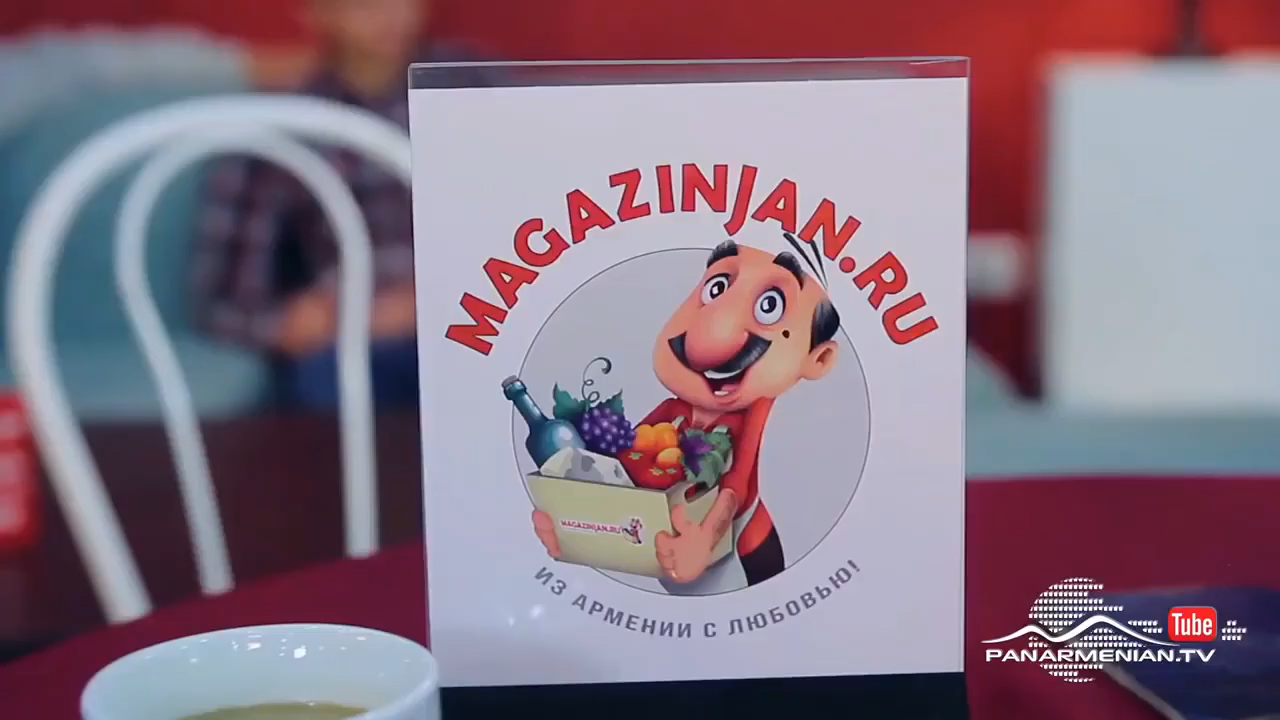 MAGAZINJAN.RU
MAGAZINJAN.RU
ИЗ АРМЕНИИ С ЛЮБОВЬЮ!
Tube
PANARMENIAN.TV